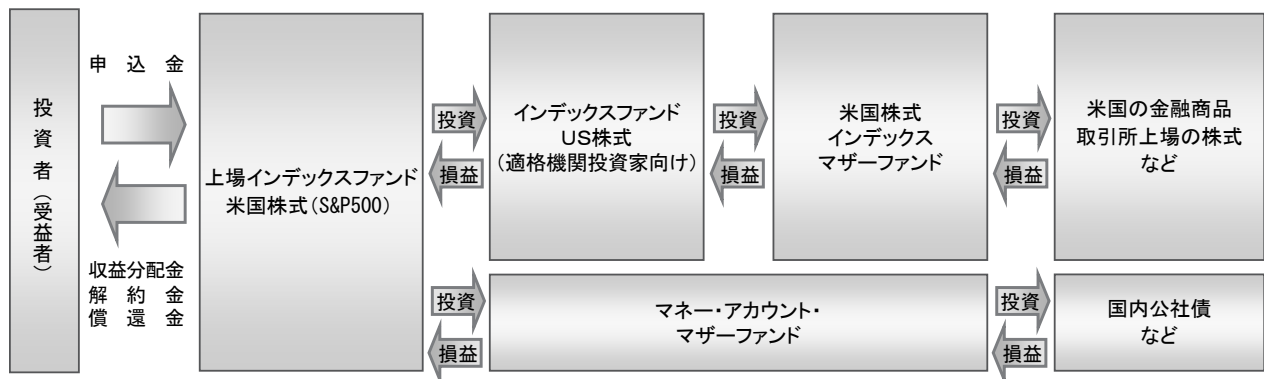 投資者(受益者)
申込金
収益分配金
解約金
償還金
上場インデックスファンド
米国株式(S&P500)
投資
損益
インデックスファンド
US株式
(適格機関投資家向け)
投資
損益
米国株式
インデックス
マザーファンド
投資
損益
米国の金融商品
取引所上場の株式
など
投資
損益
マネー・アカウント・
マザーファンド
投資
損益
国内公社債
など